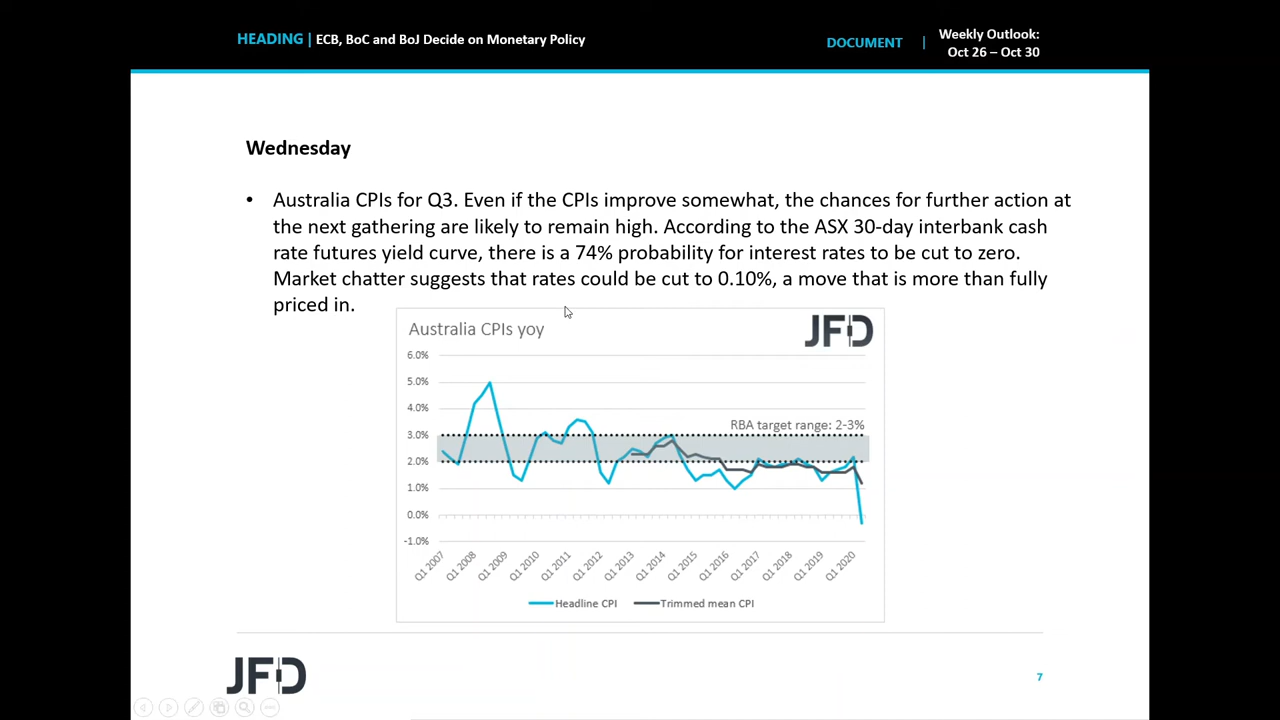 HEADING | ECB, BoC and BoJ Decide on Monetary Policy
DOCUMENT | Weekly Outlook:
Oct 26 – Oct 30
Wednesday
• Australia CPIs for Q3. Even if the CPIs improve somewhat, the chances for further action at
the next gathering are likely to remain high. According to the ASX 30-day interbank cash
rate futures yield curve, there is a 74% probability for interest rates to be cut to zero.
Market chatter suggests that rates could be cut to 0.10%, a move that is more than fully
priced in.
Australia CPIs yoy
JFD
6.0%
5.0%
4.0%
RBA target range: 2-3%
3.0%
2.0%
1.0%
0.0%
-1.0%
Q1 2007 Q1 2008 Q1 2009 Q1 2010 Q1 2011 Q1 2012 Q1 2013 Q1 2014 Q1 2015 Q1 2016 Q1 2017 Q1 2018 Q1 2019 Q1 2020
Headline CPI Trimmed mean CPI
JFD
7